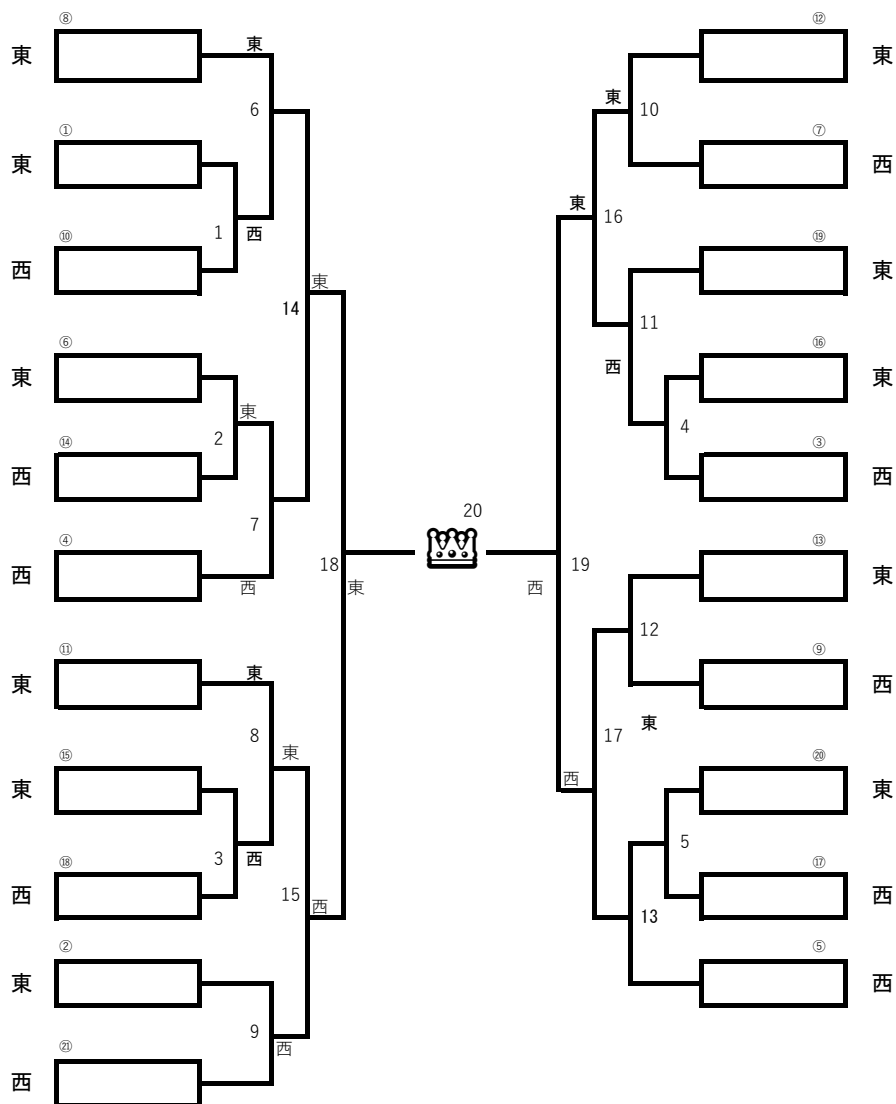 ⑧ 東 ⑫
東 東
6 東 10
① ⑦
東 西
東 16
1 西
⑩ ⑲
西 東
東
14 11
⑥ ⑯
東 西 東
東
2 4
⑭ ③
西 西
20
7
④ ⑬
18 19
西 西 東 西 東
12
⑪ ⑨
東 東 西
東 17
8 東
⑮ ⑳
東 西 東
3 西 5
⑱ ⑰
西 15 西 西
13
② ⑤
東 西
9
西
㉑
西